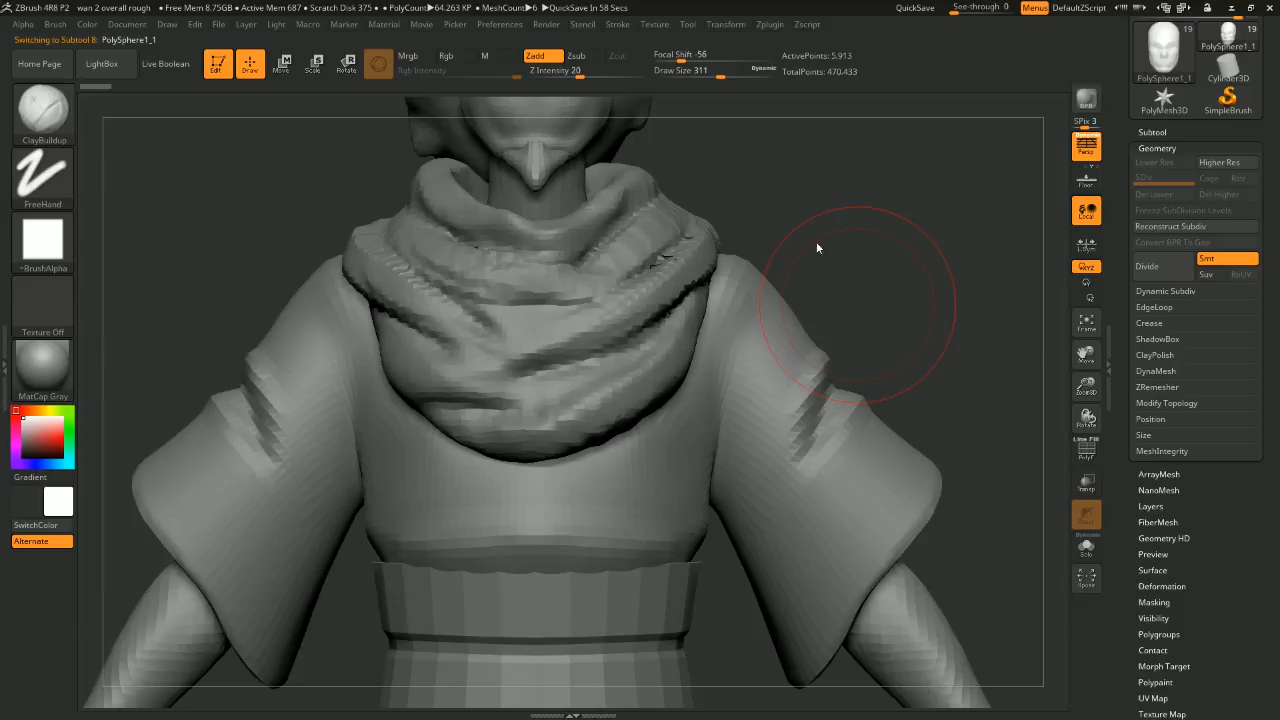 ZBrush 4R8 P2 wan 2 overall rough • Free Mem 8.75GB • Active Mem 687 • Scratch Disk 375 • PolyCount▶64.263 KP • MeshCount▶6 ▶QuickSave In 58 Secs QuickSave See-through 0 Menus DefaultZScript
Alpha Brush Color Document Draw Edit File Layer Light Macro Marker Material Movie Picker Preferences Render Stencil Stroke Texture Tool Transform Zplugin Zscript
Switching to Subtool 8: PolySphere1_1
Home Page LightBox Live Boolean Edit Draw Move Scale Rotate
Mrgb Rgb M Zadd Zsub Zcut Focal Shift -56 ActivePoints: 5,913
Rgb Intensity Z Intensity 20 Draw Size 311 Dynamic TotalPoints: 470,433
ClayBuildup
FreeHand
~BrushAlpha
Texture Off
MatCap Gray
Gradient
SwitchColor
Alternate
BPR
SPix 3
Dynamic
Persp
Floor
Local
L.Sym
XYZ
Frame
Move
Zoom3D
Rotate
Line Fill
PolyF
Transp
Ghost
Dynamic
Solo
Xpose
19 19
PolySphere1_1
PolySphere1_1 Cylinder3D
PolyMesh3D SimpleBrush
Subtool
Geometry
Lower Res Higher Res
SDiv Cage Rstr
Del Lower Del Higher
Freeze SubDivision Levels
Reconstruct Subdiv
Convert BPR To Geo
Divide Smt
Suv ReUV
Dynamic Subdiv
EdgeLoop
Crease
ShadowBox
ClayPolish
DynaMesh
ZRemesher
Modify Topology
Position
Size
MeshIntegrity
ArrayMesh
NanoMesh
Layers
FiberMesh
Geometry HD
Preview
Surface
Deformation
Masking
Visibility
Polygroups
Contact
Morph Target
Polypaint
UV Map
Texture Map